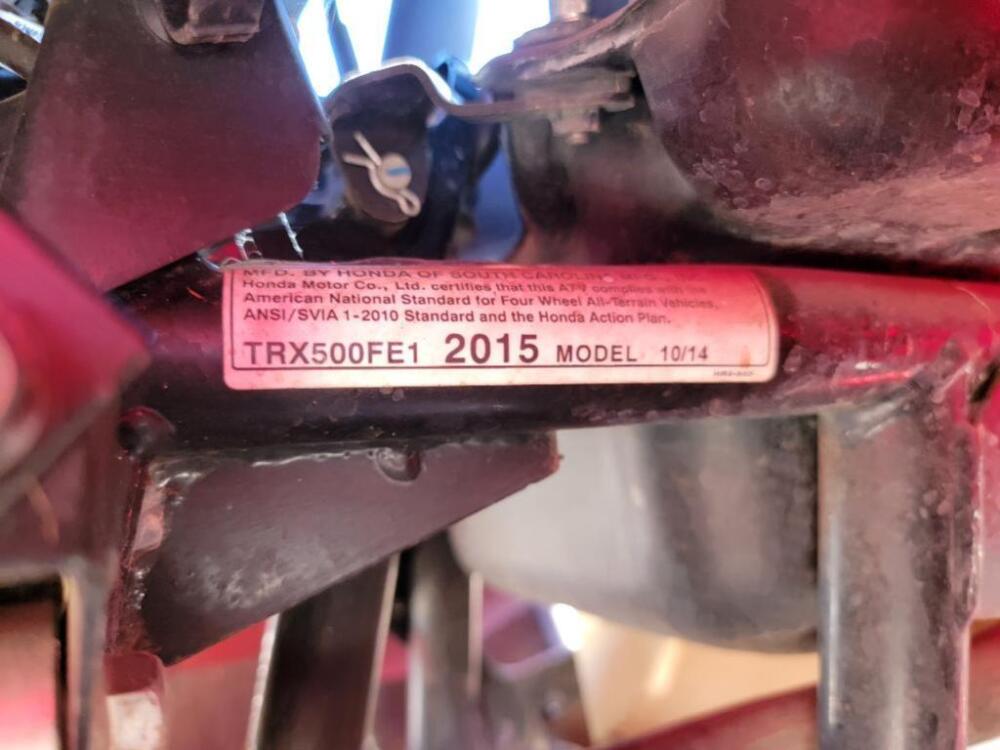 MFD. BY HONDA OF SOUTH CAROLINA MFG.
Honda Motor Co., Ltd. certifies that this ATV complies with the
American National Standard for Four Wheel All-Terrain Vehicles,
ANSI/SVIA 1-2010 Standard and the Honda Action Plan.
TRX500FE1 2015 MODEL 10/14